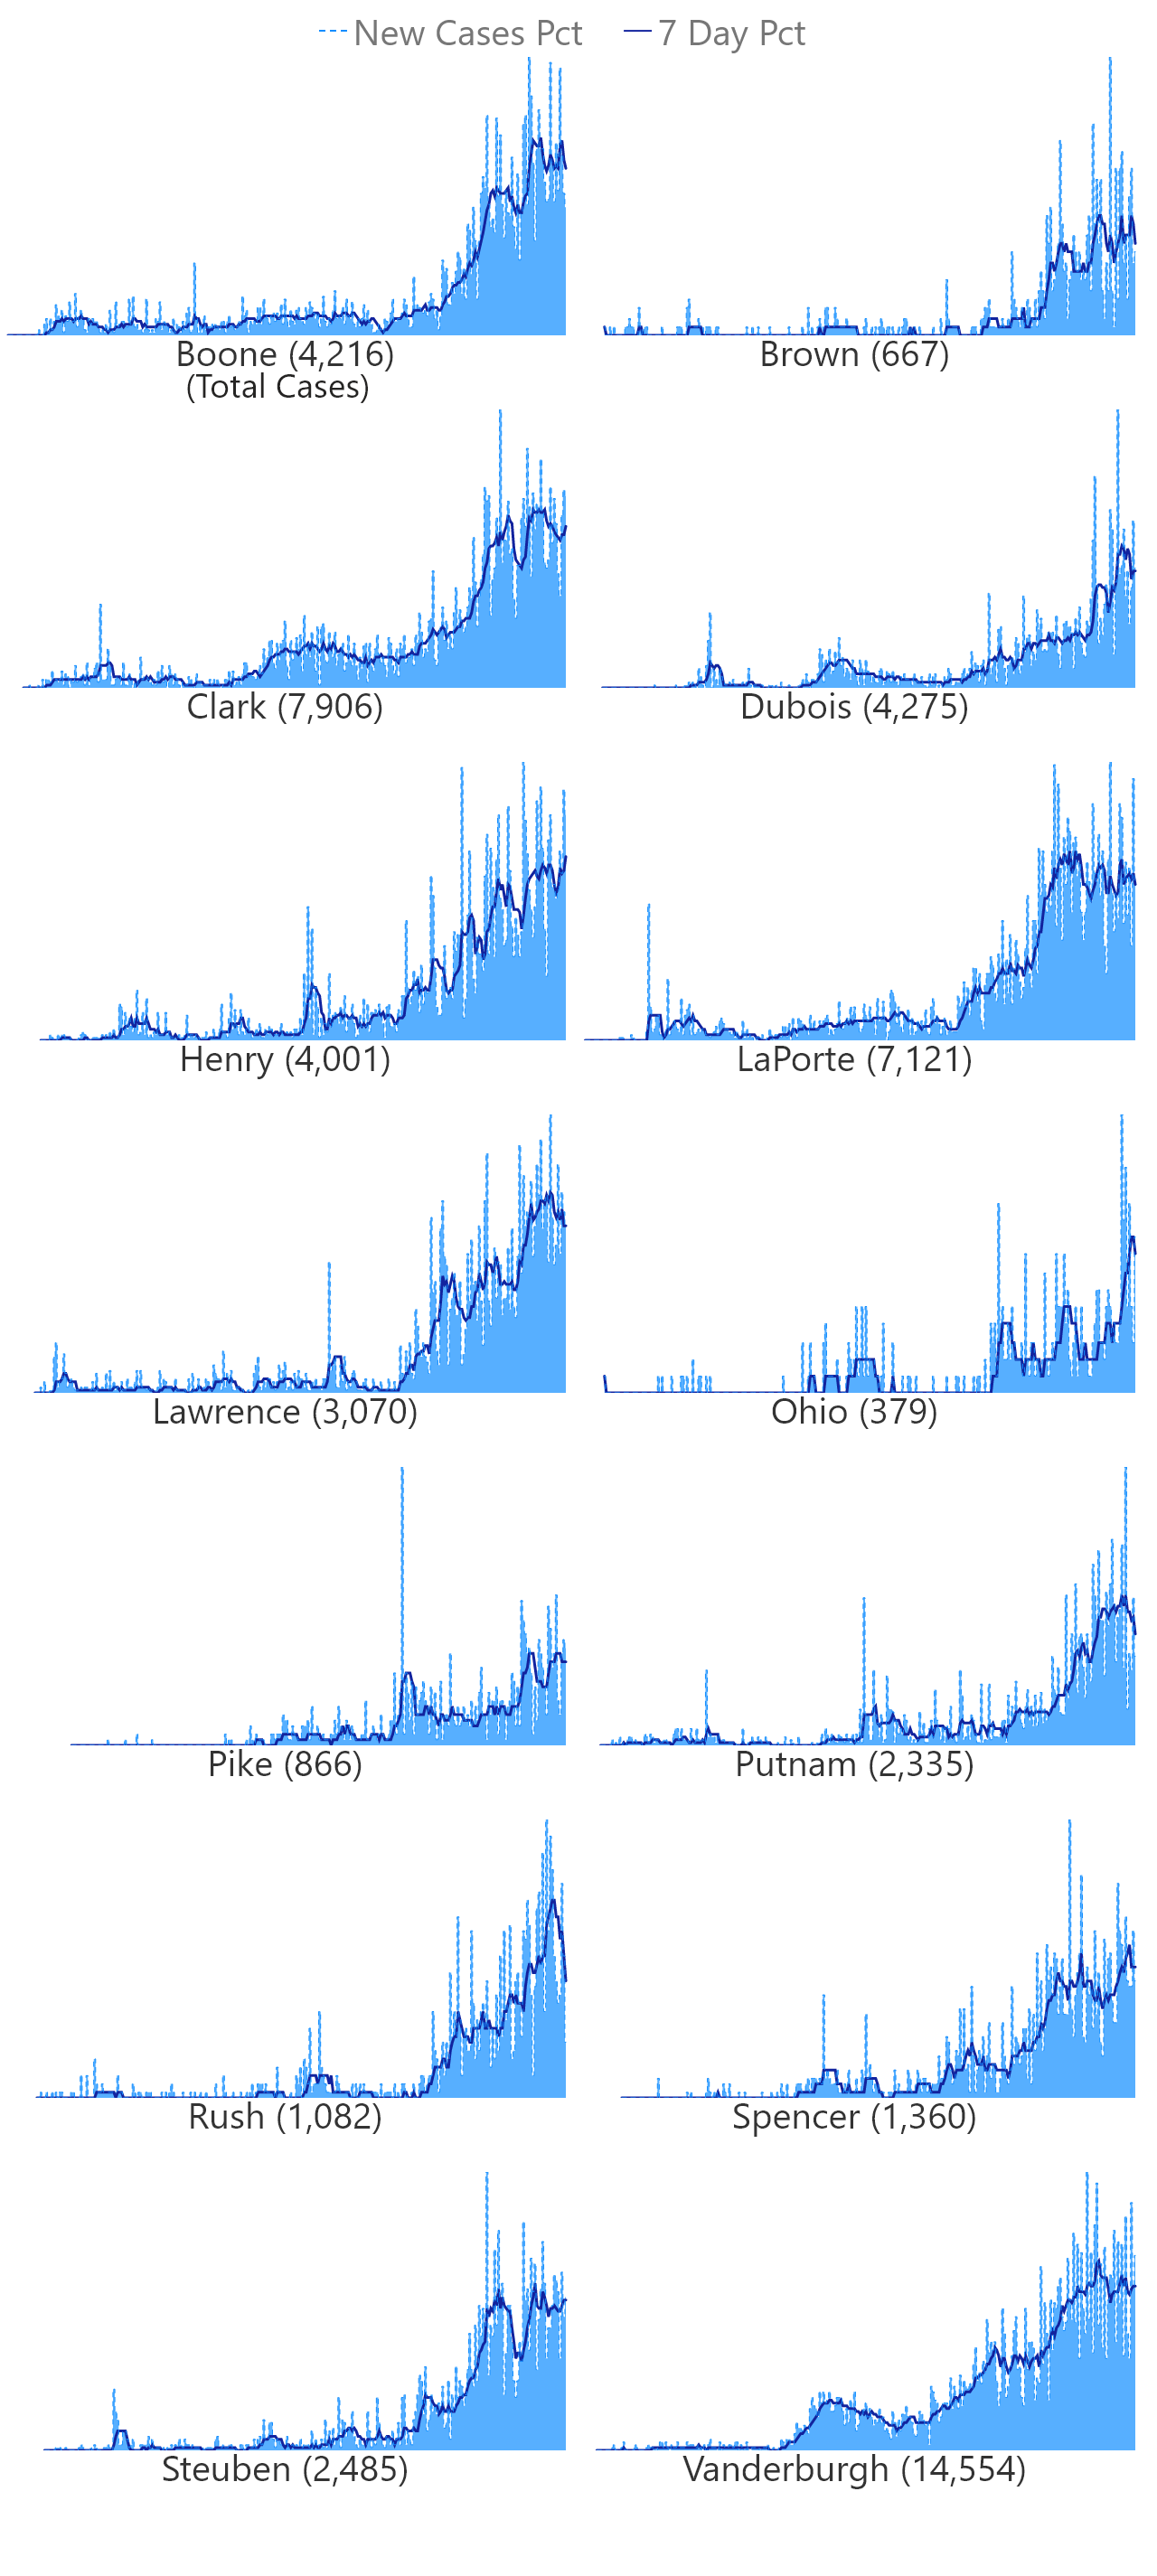 New Cases Pct 7 Day Pct
Boone (4,216) Brown (667)
(Total Cases)
Clark (7,906) Dubois (4,275)
Henry (4,001) LaPorte (7,121)
Lawrence (3,070) Ohio (379)
Pike (866) Putnam (2,335)
Rush (1,082) Spencer (1,360)
Steuben (2,485) Vanderburgh (14,554)